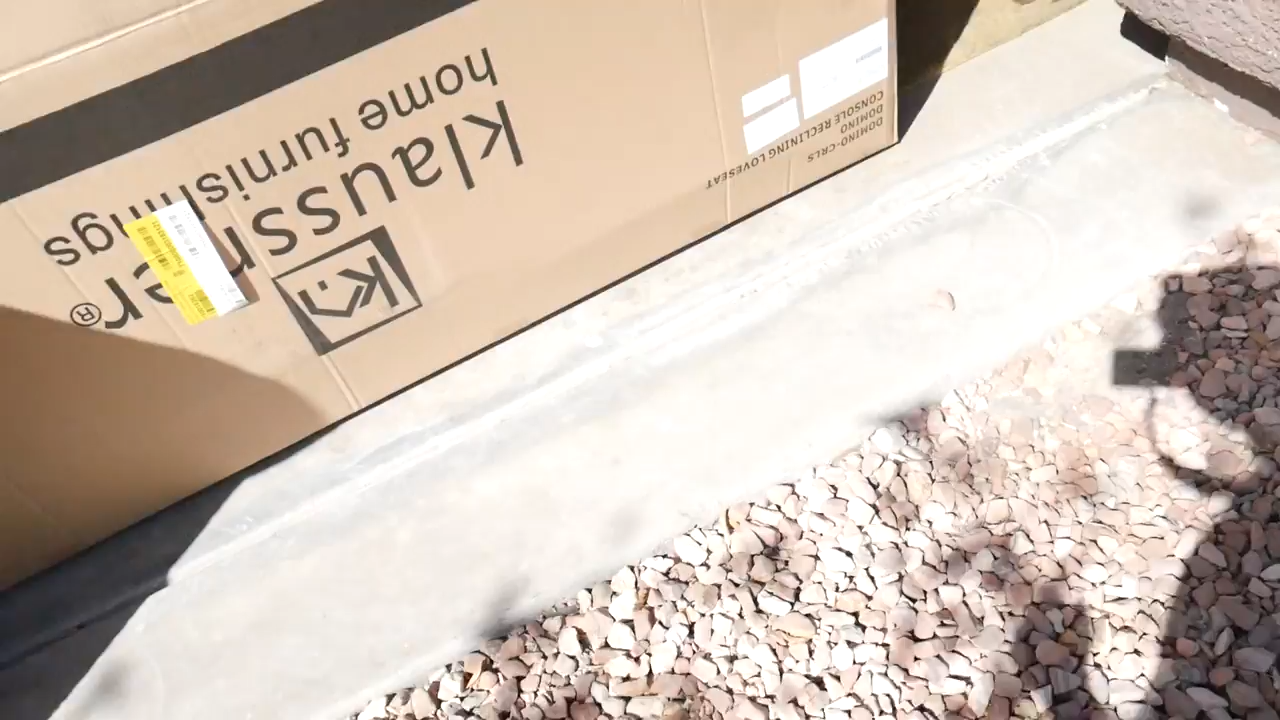 klaussner®
home furnishings
DOMINO-CRLS
DOMINO
CONSOLE RECLINING LOVESEAT